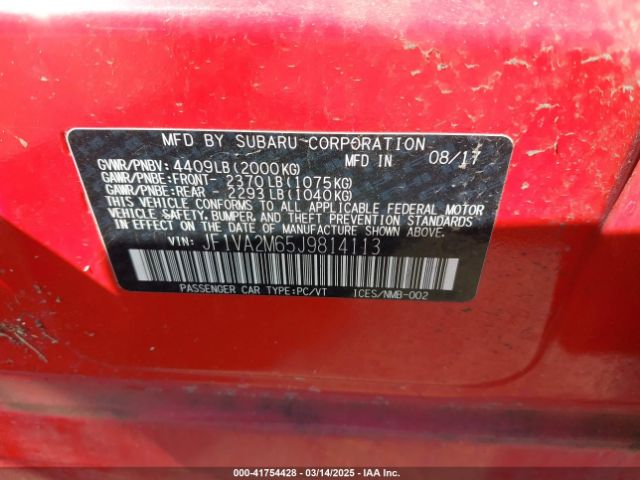 MFD BY SUBARU CORPORATION
GVWR/PNBV: 4409LB(2000KG) MFD IN 08/17
GAWR/PNBE:FRONT- 2370LB(1075KG)
GAWR/PNBE:REAR - 2293LB(1040KG)
THIS VEHICLE CONFORMS TO ALL APPLICABLE FEDERAL MOTOR
VEHICLE SAFETY, BUMPER, AND THEFT PREVENTION STANDARDS
IN EFFECT ON THE DATE OF MANUFACTURE SHOWN ABOVE.
VIN: JF1VA2M65J9814113
PASSENGER CAR TYPE:PC/VT ICES/NMB-002
000-41754428 - 03/14/2025 - IAA Inc.